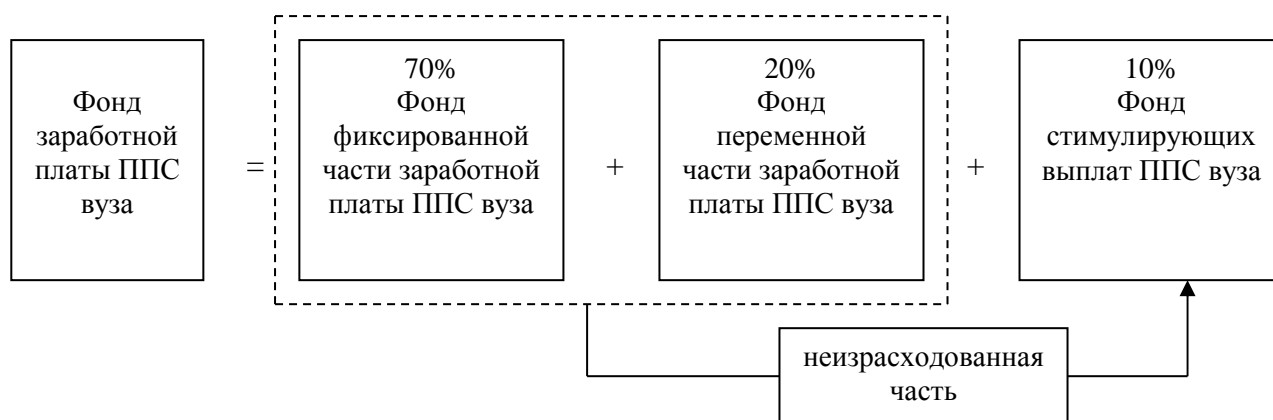 Фонд
заработной
платы ППС
вуза
=
70%
Фонд
фиксированной
части заработной
платы ППС вуза
+
20%
Фонд
переменной
части заработной
платы ППС вуза
+
10%
Фонд
стимулирующих
выплат ППС вуза
неизрасходованная
часть